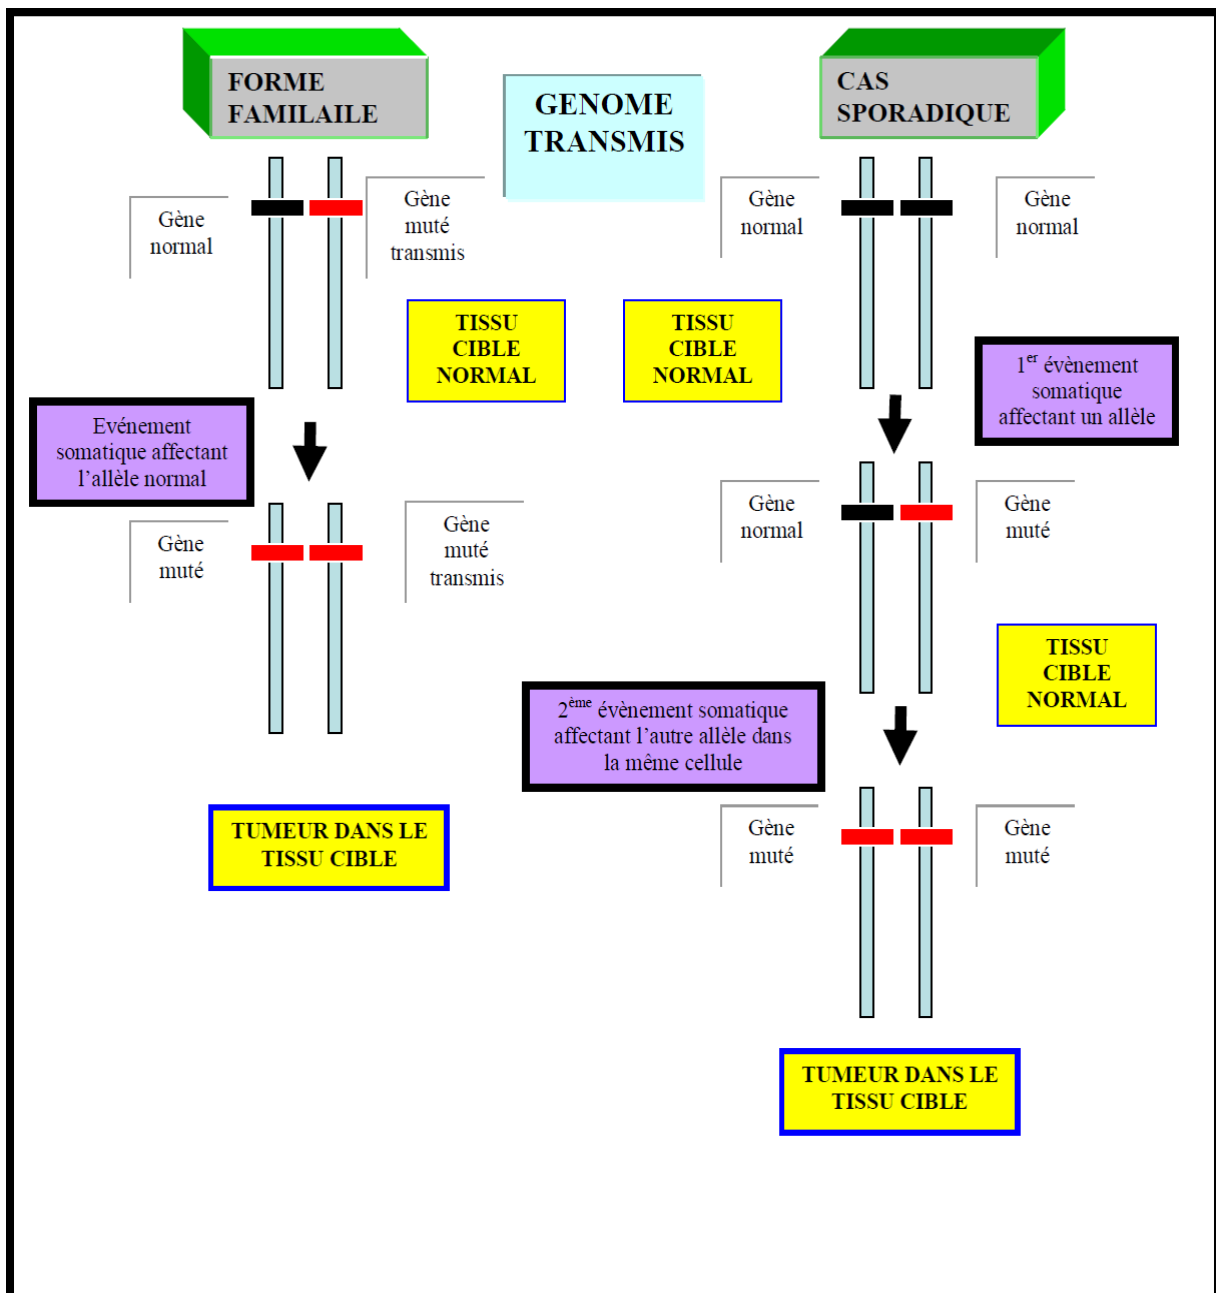 FORME
FAMILAILE
GENOME
TRANSMIS
CAS
SPORADIQUE
Gène
normal
Gène
muté
transmis
Gène
normal
Gène
normal
TISSU
CIBLE
NORMAL
TISSU
CIBLE
NORMAL
1er évènement
somatique
affectant un allèle
Evénement
somatique affectant
l’allèle normal
Gène
muté
Gène
muté
transmis
Gène
normal
Gène
muté
TISSU
CIBLE
NORMAL
2ème évènement somatique
affectant l’autre allèle dans
la même cellule
TUMEUR DANS LE
TISSU CIBLE
Gène
muté
Gène
muté
TUMEUR DANS LE
TISSU CIBLE